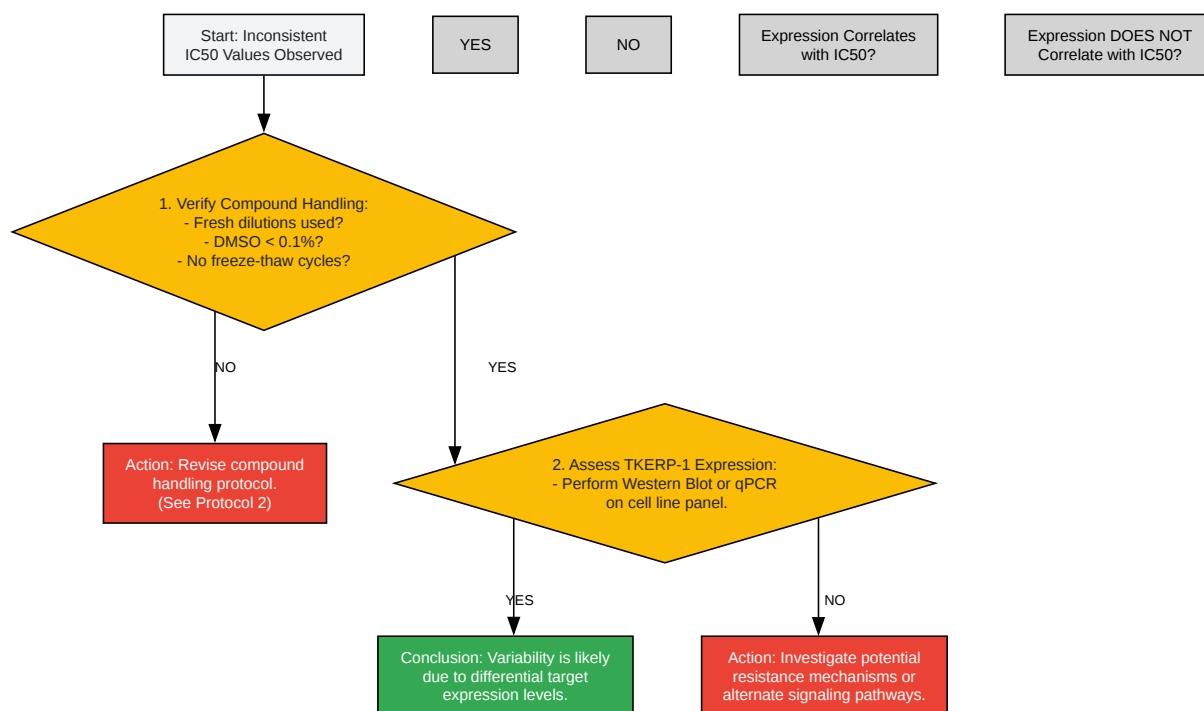 Start: Inconsistent
IC50 Values Observed
YES
NO
Expression Correlates
with IC50?
Expression DOES NOT
Correlate with IC50?
1. Verify Compound Handling:
- Fresh dilutions used?
- DMSO < 0.1%?
- No freeze-thaw cycles?
NO
YES
Action: Revise compound
handling protocol.
(See Protocol 2)
2. Assess TKERP-1 Expression:
- Perform Western Blot or qPCR
on cell line panel.
YES
NO
Conclusion: Variability is likely
due to differential target
expression levels.
Action: Investigate potential
resistance mechanisms or
alternate signaling pathways.